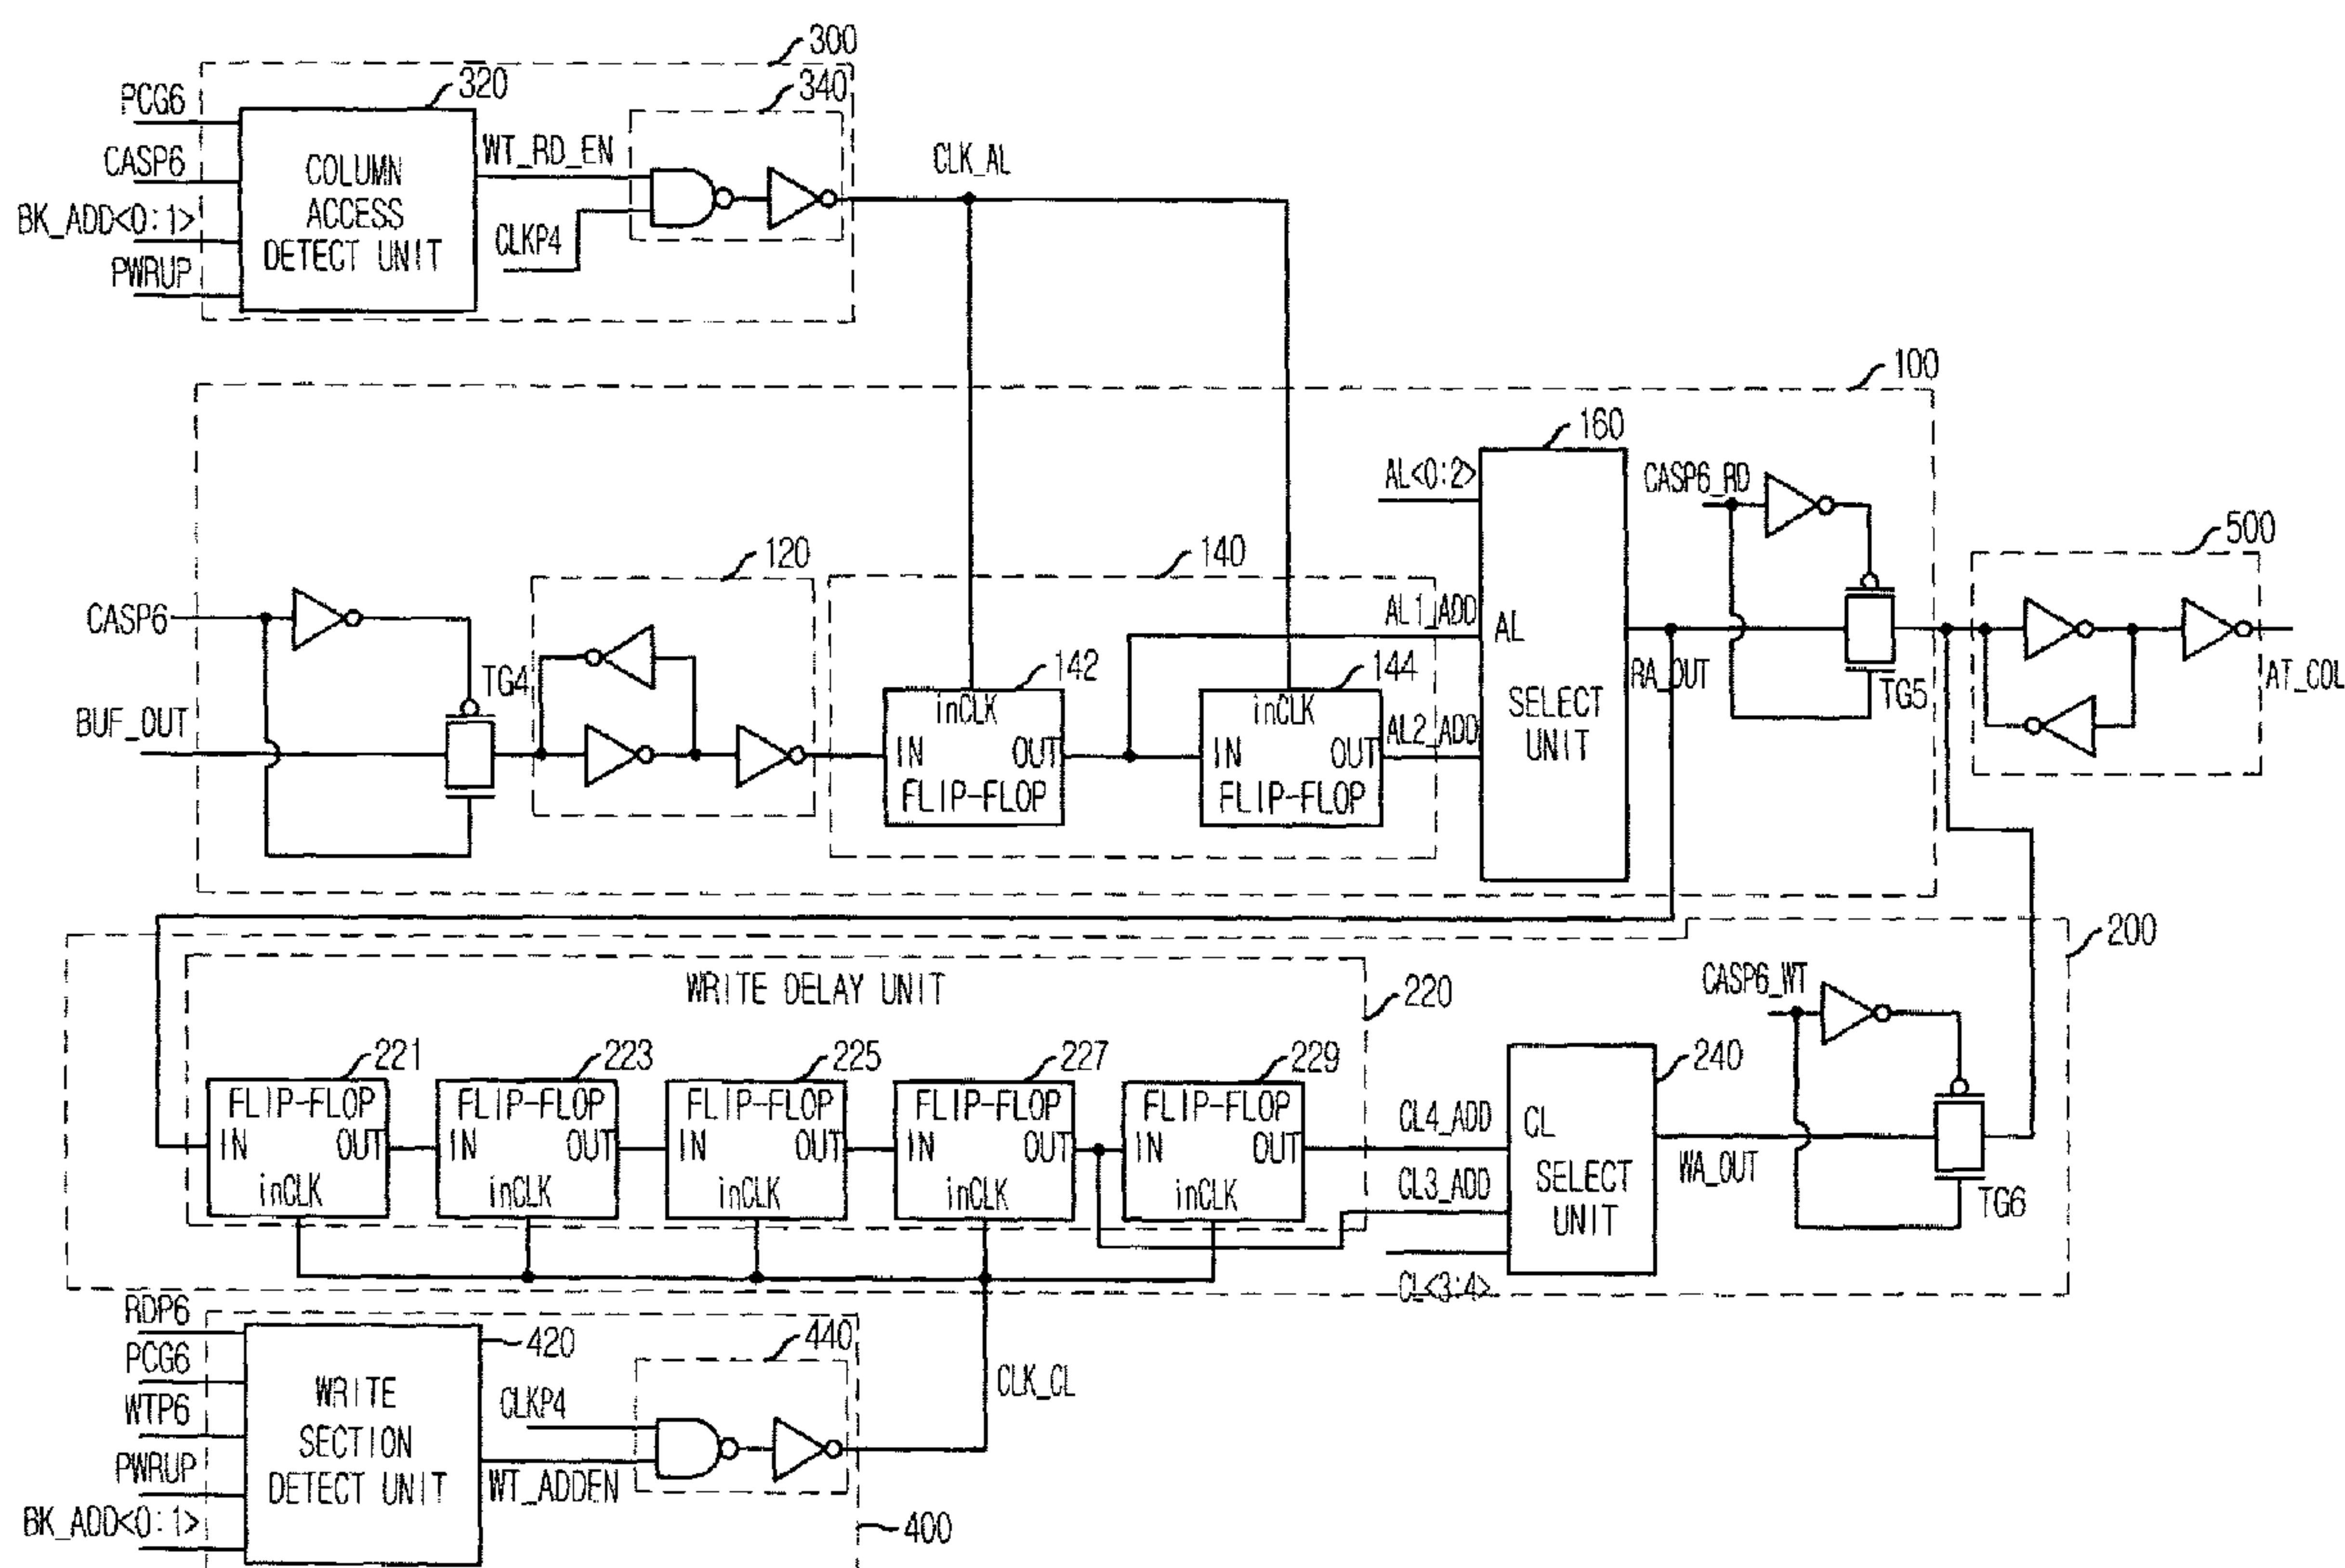 300
340
320
PCG6
CASP6
BK_ADD<0:1>
PWRUP
COLUMN
ACCESS
DETECT UNIT
WT_RD_EN
CLKP4
CLK_AL
100
160
AL<0:2>
CASP6_RD
500
120
140
CASP6
TG4
BUF_OUT
142
inCLK
IN
OUT
FLIP-FLOP
144
inCLK
IN
OUT
FLIP-FLOP
AL1_ADD
AL2_ADD
AL
SELECT
UNIT
RA_OUT
TG5
AT_COL
200
WRITE DELAY UNIT
220
221
FLIP-FLOP
IN
OUT
inCLK
223
FLIP-FLOP
IN
OUT
inCLK
225
FLIP-FLOP
IN
OUT
inCLK
227
FLIP-FLOP
IN
OUT
inCLK
229
FLIP-FLOP
IN
OUT
inCLK
CL4_ADD
CL3_ADD
CL<3:4>
240
CL
SELECT
UNIT
WA_OUT
CASP6_WT
TG6
RDP6
PCG6
WTP6
PWRUP
BK_ADD<0:1>
420
WRITE
SECTION
DETECT UNIT
440
CLKP4
WT_ADDEN
CLK_CL
400